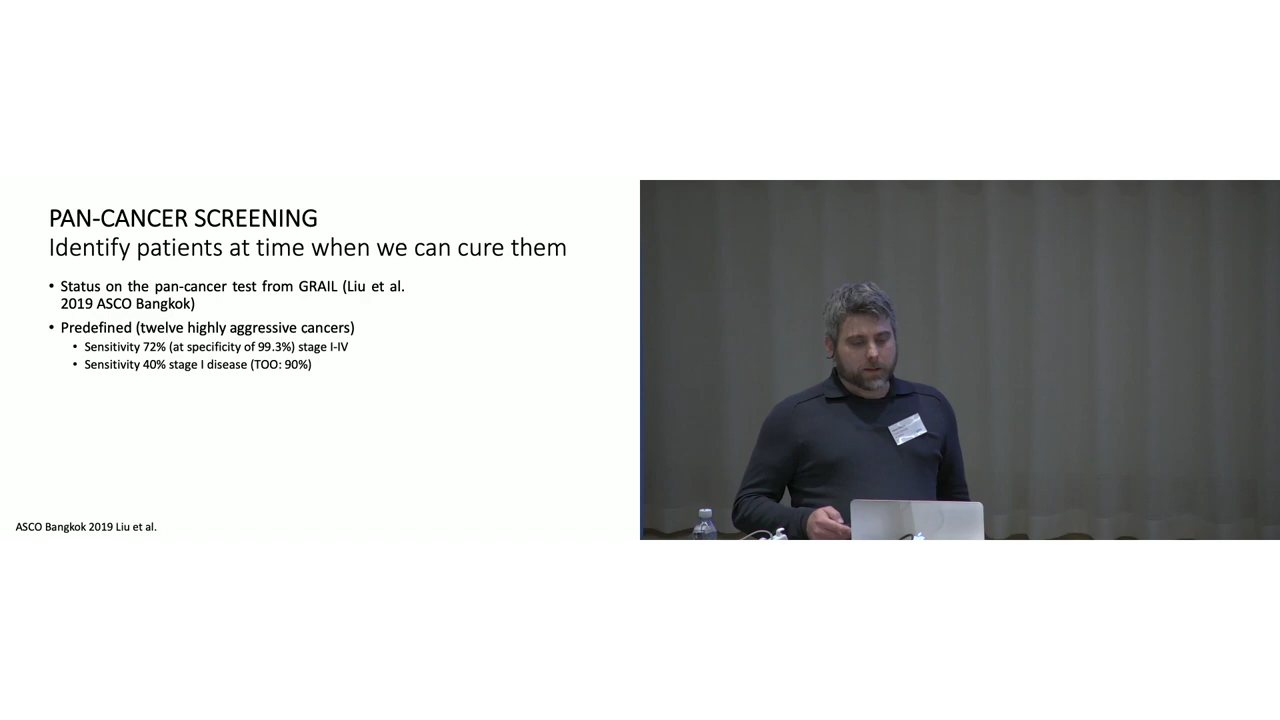 PAN-CANCER SCREENING
Identify patients at time when we can cure them
• Status on the pan-cancer test from GRAIL (Liu et al.
2019 ASCO Bangkok)
• Predefined (twelve highly aggressive cancers)
• Sensitivity 72% (at specificity of 99.3%) stage I-IV
• Sensitivity 40% stage I disease (TOO: 90%)
ASCO Bangkok 2019 Liu et al.